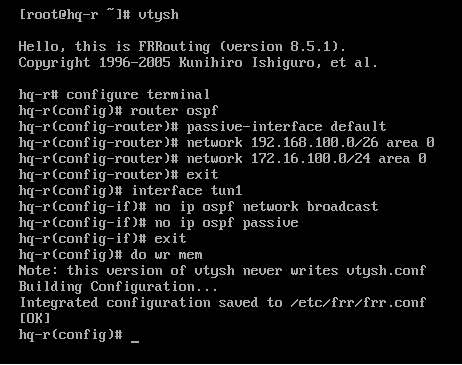 [root@hq-r ~]# vtysh
Hello, this is FRRouting (version 8.5.1).
Copyright 1996-2005 Kunihiro Ishiguro, et al.
hq-r# configure terminal
hq-r(config)# router ospf
hq-r(config-router)# passive-interface default
hq-r(config-router)# network 192.168.100.0/26 area 0
hq-r(config-router)# network 172.16.100.0/24 area 0
hq-r(config-router)# exit
hq-r(config)# interface tun1
hq-r(config-if)# no ip ospf network broadcast
hq-r(config-if)# no ip ospf passive
hq-r(config-if)# exit
hq-r(config)# do wr mem
Note: this version of vtysh never writes vtysh.conf
Building Configuration...
Integrated configuration saved to /etc/frr/frr.conf
[OK]
hq-r(config)# _